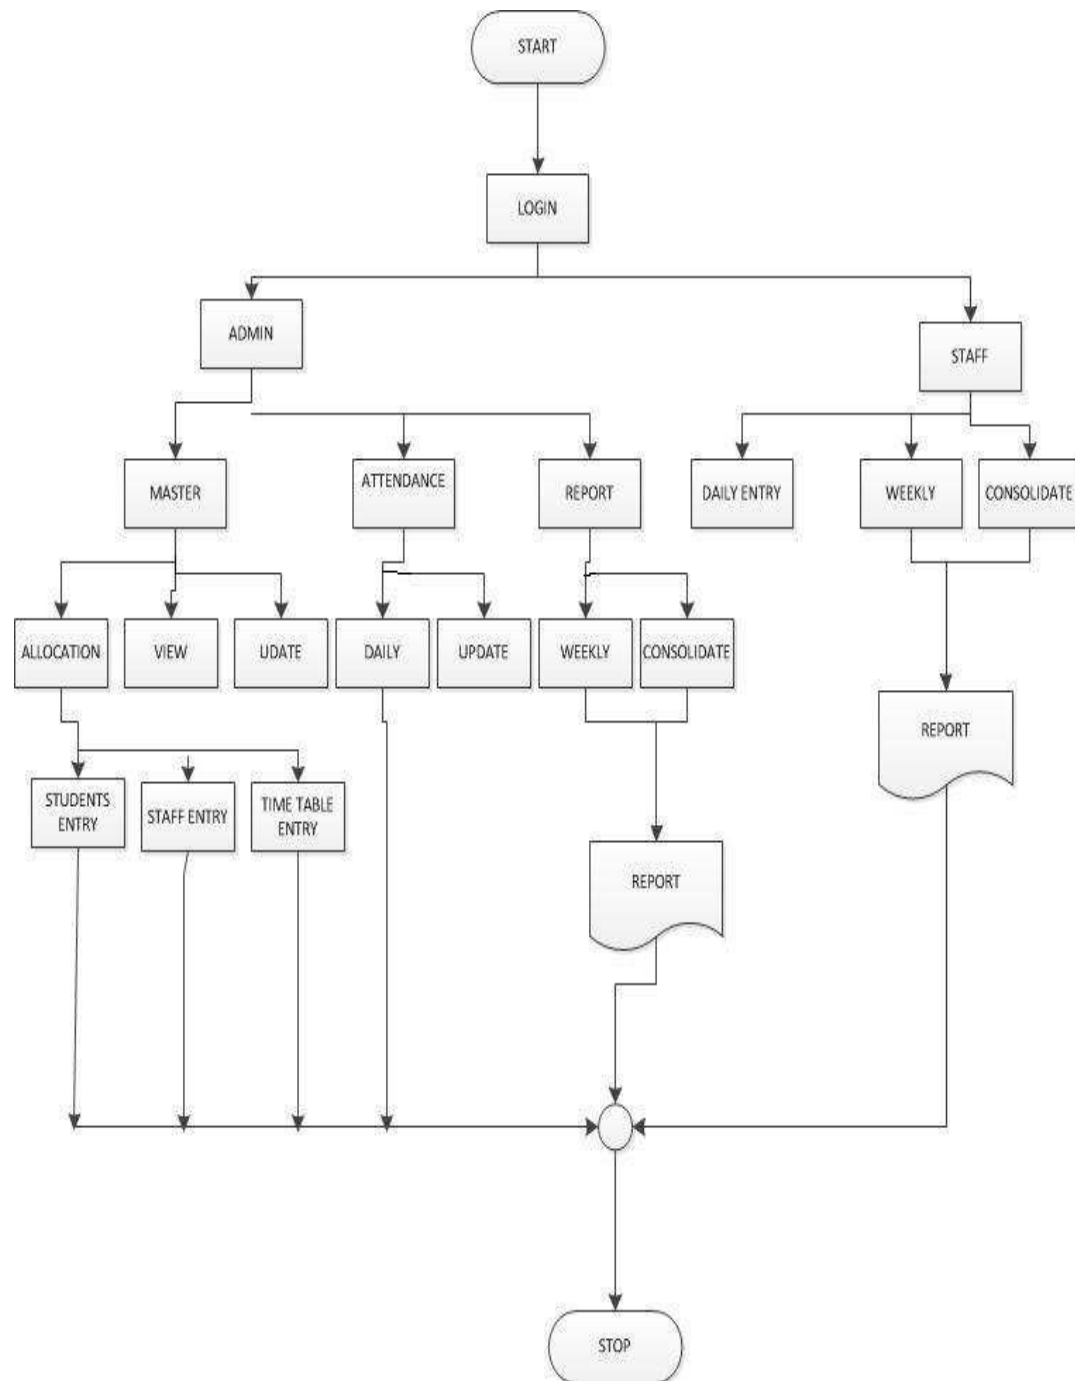 START
LOGIN
ADMIN
STAFF
MASTER
ATTENDANCE
REPORT
DAILY ENTRY
WEEKLY
CONSOLIDATE
ALLOCATION
VIEW
UDATE
DAILY
UPDATE
WEEKLY
CONSOLIDATE
REPORT
STUDENTS
ENTRY
STAFF ENTRY
TIME TABLE
ENTRY
REPORT
STOP